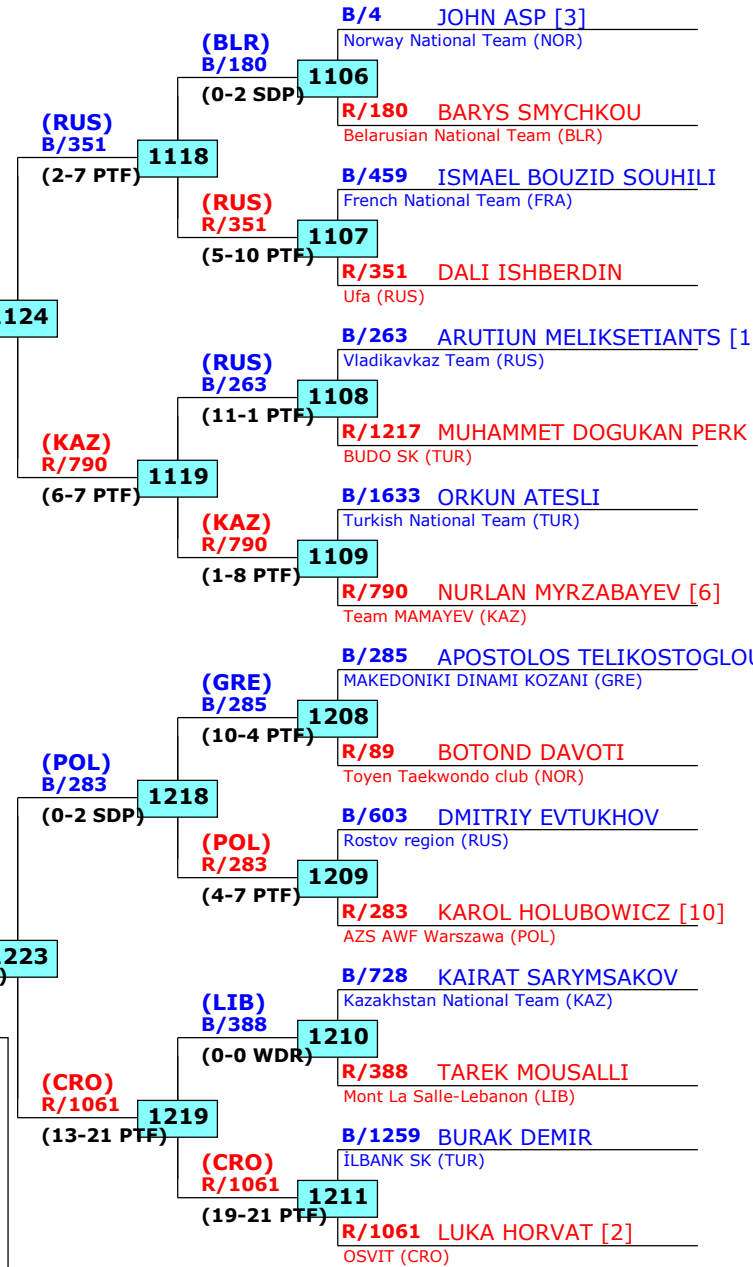 B/4 JOHN ASP [3]
Norway National Team (NOR)
(BLR)
B/180
1106
(0-2 SDP)
R/180 BARYS SMYCHKOU
Belarusian National Team (BLR)
(RUS)
B/351
1118
(2-7 PTF)
B/459 ISMAEL BOUZID SOUHILI
French National Team (FRA)
(RUS)
R/351
1107
(5-10 PTF)
R/351 DALI ISHBERDIN
Ufa (RUS)
124
B/263 ARUTIUN MELIKSETIANTS [1
Vladikavkaz Team (RUS)
(RUS)
B/263
1108
(11-1 PTF)
R/1217 MUHAMMET DOGUKAN PERK
BUDO SK (TUR)
(KAZ)
R/790
1119
(6-7 PTF)
B/1633 ORKUN ATESLI
Turkish National Team (TUR)
(KAZ)
R/790
1109
(1-8 PTF)
R/790 NURLAN MYRZABAYEV [6]
Team MAMAYEV (KAZ)
B/285 APOSTOLOS TELIKOSTOGLOU
MAKEDONIKI DINAMI KOZANI (GRE)
(GRE)
B/285
1208
(10-4 PTF)
R/89 BOTOND DAVOTI
Toyen Taekwondo club (NOR)
(POL)
B/283
1218
(0-2 SDP)
B/603 DMITRIY EVTUKHOV
Rostov region (RUS)
(POL)
R/283
1209
(4-7 PTF)
R/283 KAROL HOLUBOWICZ [10]
AZS AWF Warszawa (POL)
1223
)
B/728 KAIRAT SARYMSAKOV
Kazakhstan National Team (KAZ)
(LIB)
B/388
1210
(0-0 WDR)
R/388 TAREK MOUSALLI
Mont La Salle-Lebanon (LIB)
(CRO)
R/1061
1219
(13-21 PTF)
B/1259 BURAK DEMIR
İLBANK SK (TUR)
(CRO)
R/1061
1211
(19-21 PTF)
R/1061 LUKA HORVAT [2]
OSVIT (CRO)